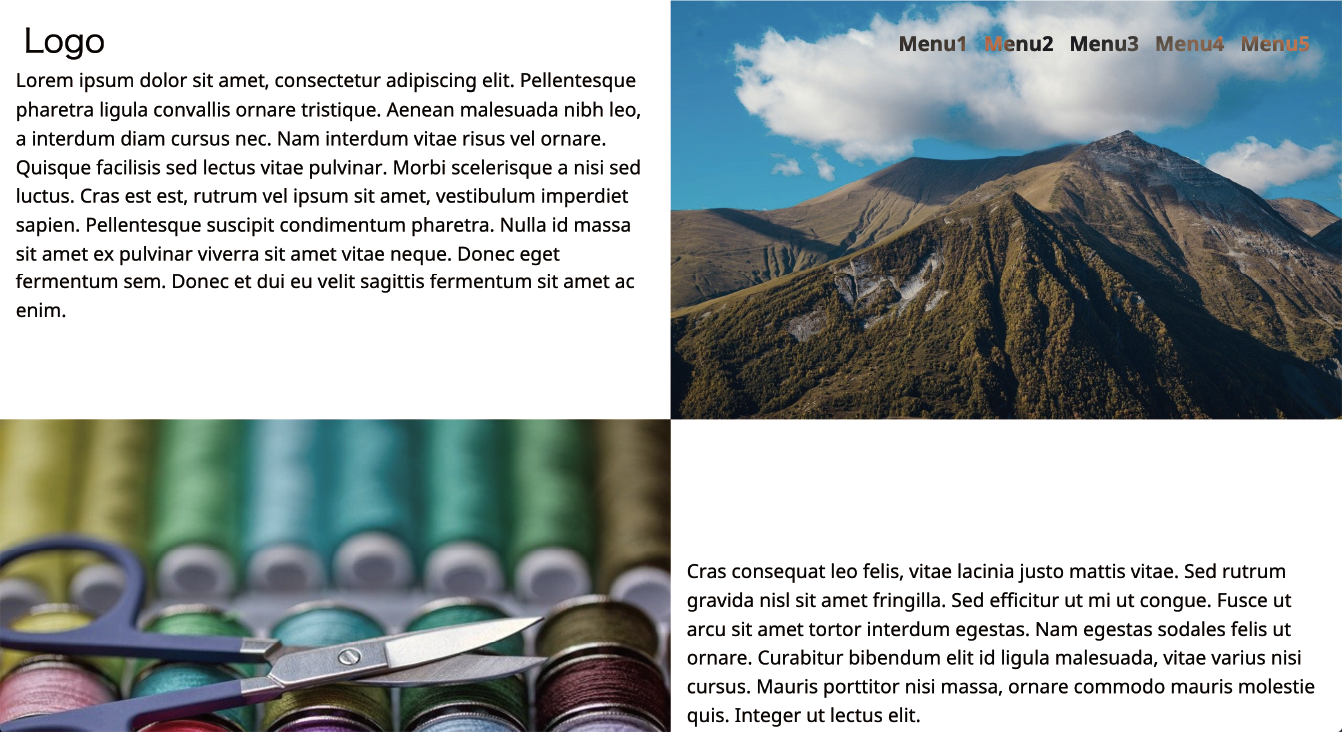 Logo
Menu1 Menu2 Menu3 Menu4 Menu5
Lorem ipsum dolor sit amet, consectetur adipiscing elit. Pellentesque
pharetra ligula convallis ornare tristique. Aenean malesuada nibh leo,
a interdum diam cursus nec. Nam interdum vitae risus vel ornare.
Quisque facilisis sed lectus vitae pulvinar. Morbi scelerisque a nisi sed
luctus. Cras est est, rutrum vel ipsum sit amet, vestibulum imperdiet
sapien. Pellentesque suscipit condimentum pharetra. Nulla id massa
sit amet ex pulvinar viverra sit amet vitae neque. Donec eget
fermentum sem. Donec et dui eu velit sagittis fermentum sit amet ac
enim.
Cras consequat leo felis, vitae lacinia justo mattis vitae. Sed rutrum
gravida nisl sit amet fringilla. Sed efficitur ut mi ut congue. Fusce ut
arcu sit amet tortor interdum egestas. Nam egestas sodales felis ut
ornare. Curabitur bibendum elit id ligula malesuada, vitae varius nisi
cursus. Mauris porttitor nisi massa, ornare commodo mauris molestie
quis. Integer ut lectus elit.